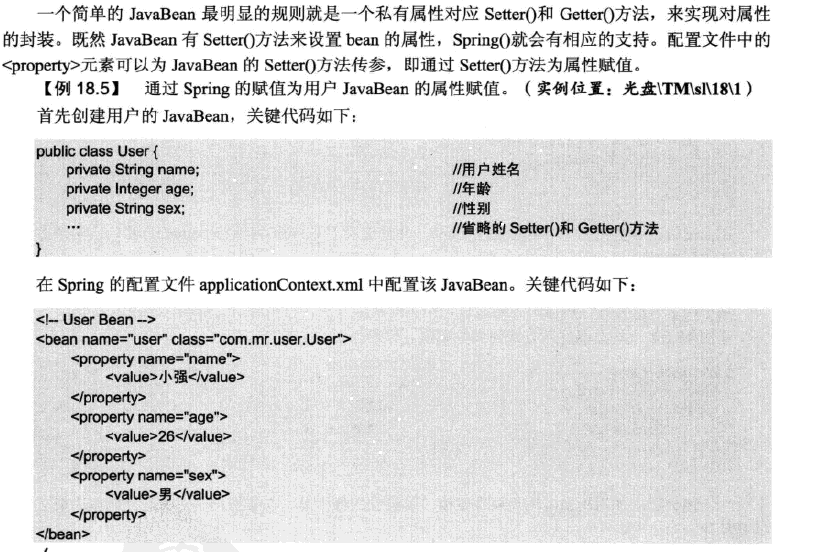 一个简单的 JavaBean 最明显的规则就是一个私有属性对应 Setter()和 Getter()方法，来实现对属性
的封装。既然 JavaBean 有 Setter()方法来设置 bean 的属性，Spring()就会有相应的支持。配置文件中的
<property>元素可以为 JavaBean 的 Setter()方法传参，即通过 Setter()方法为属性赋值。
【例 18.5】 通过 Spring 的赋值为用户 JavaBean 的属性赋值。（实例位置：光盘\TM\sl\18\1）
首先创建用户的 JavaBean，关键代码如下：
public class User {
private String name; //用户姓名
private Integer age; //年龄
private String sex; //性别
… //省略的 Setter()和 Getter()方法
}
在 Spring 的配置文件 applicationContext.xml 中配置该 JavaBean。关键代码如下：
<!-- User Bean -->
<bean name="user" class="com.mr.user.User">
<property name="name">
<value>小强</value>
</property>
<property name="age">
<value>26</value>
</property>
<property name="sex">
<value>男</value>
</property>
</bean>